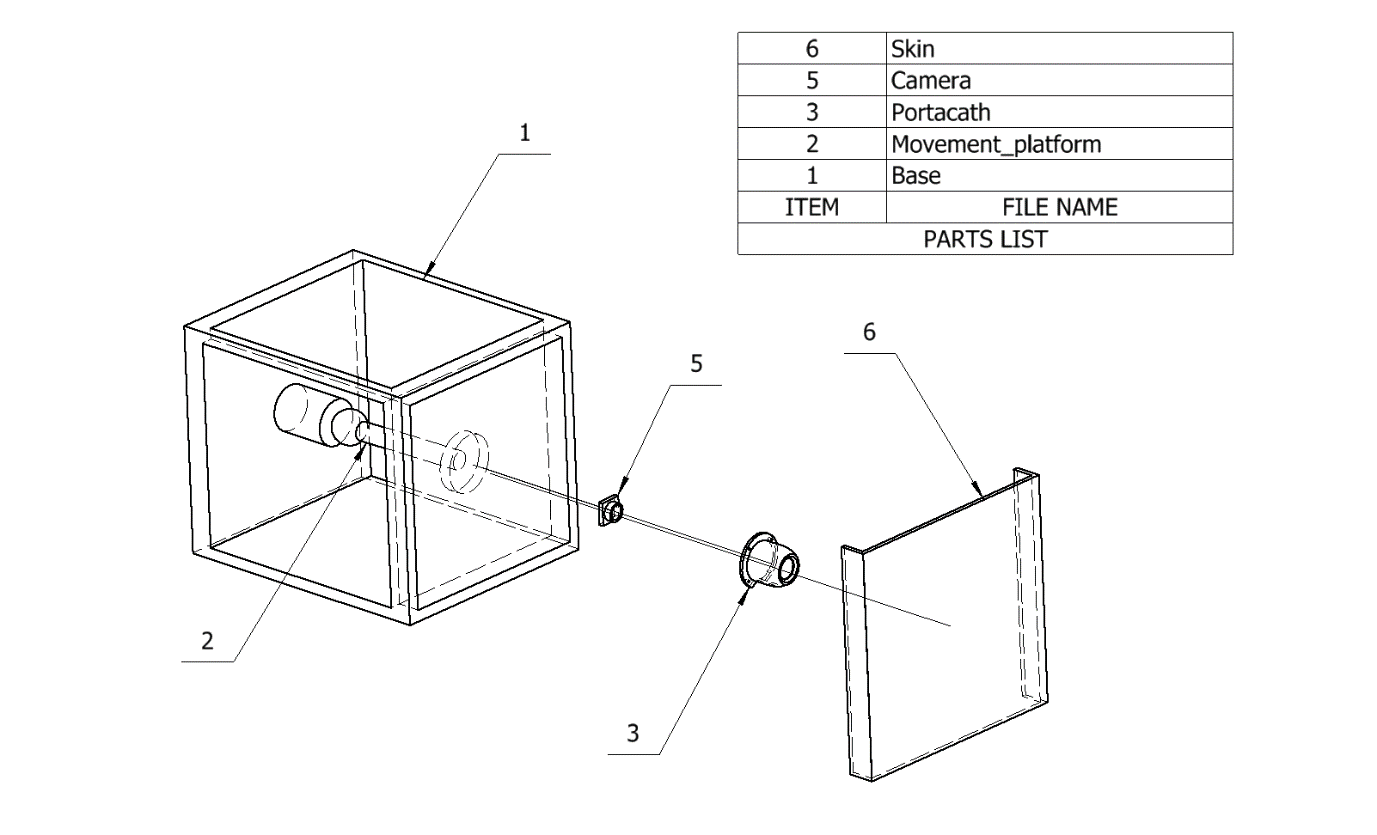 6 Skin
5 Camera
3 Portacath
2 Movement_platform
1 Base
ITEM FILE NAME
PARTS LIST
1
6
5
2
3